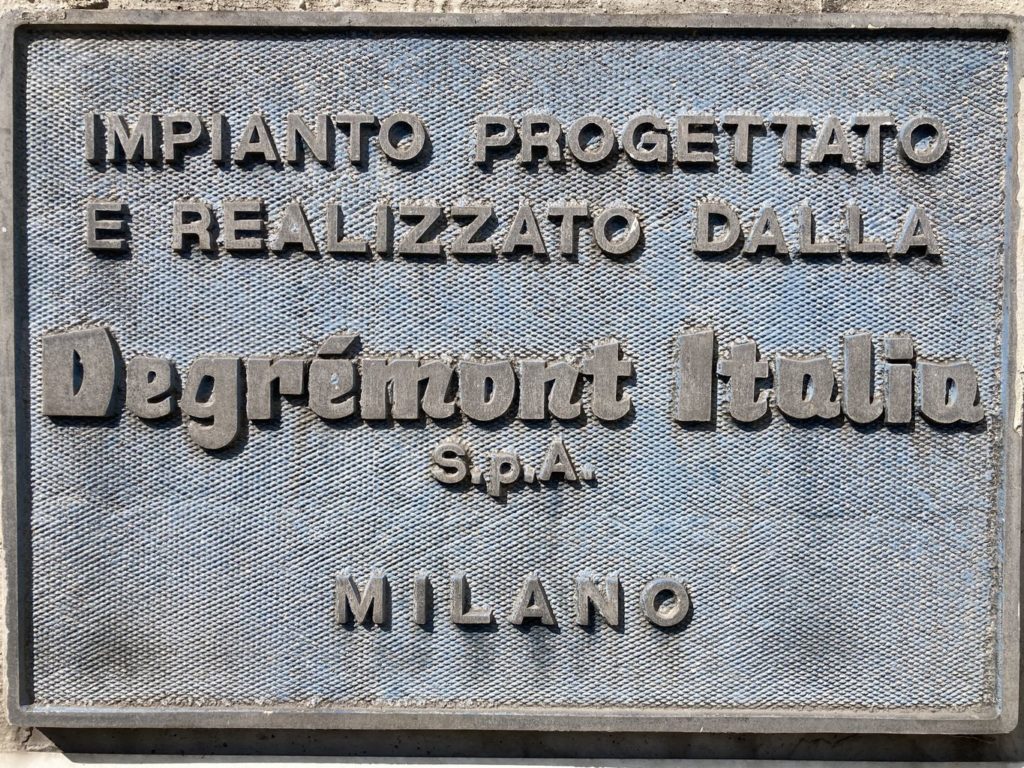 IMPIANTO PROGETTATO
E REALIZZATO DALLA
Degrémont Italia
S.p.A.
MILANO